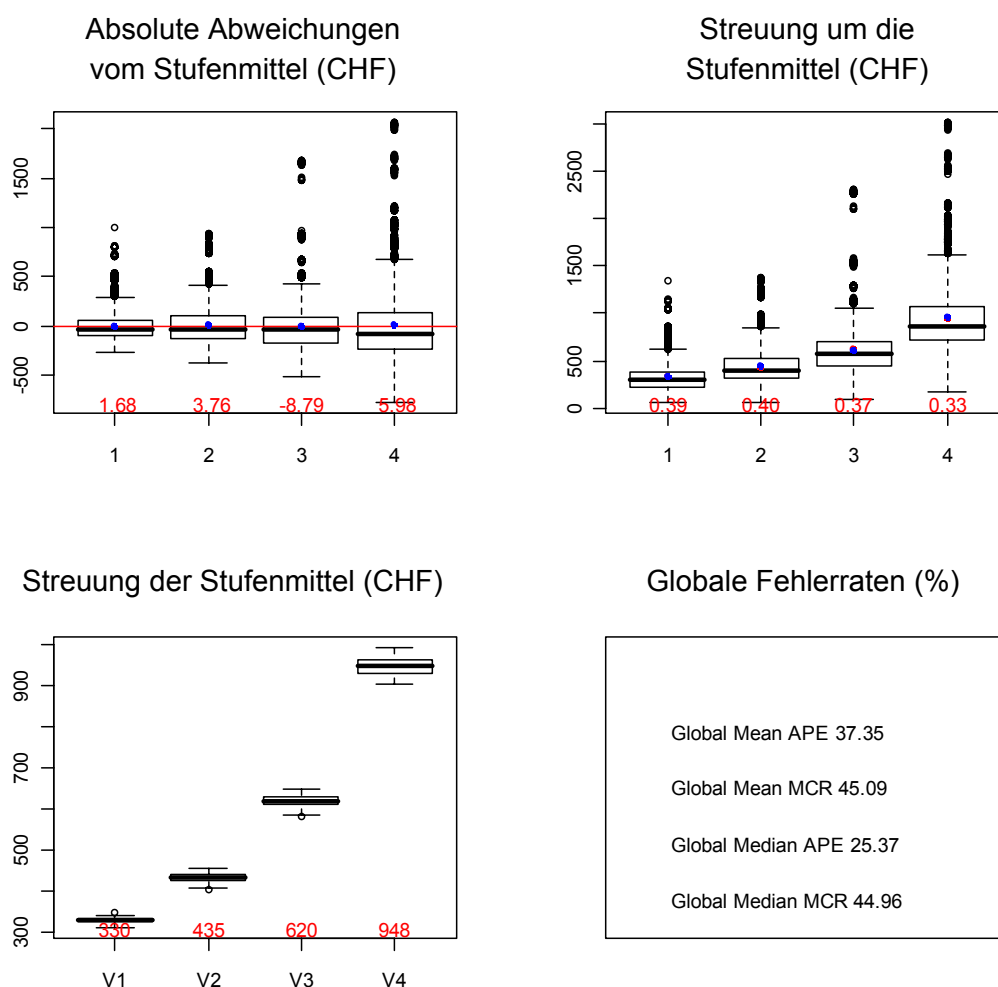 Absolute Abweichungen
vom Stufenmittel (CHF)
1500
500
0
-500
1.68 3.76 -8.79 5.98
1 2 3 4
Streuung um die
Stufenmittel (CHF)
2500
1500
500
0
0.39 0.40 0.37 0.33
1 2 3 4
Streuung der Stufenmittel (CHF)
900
700
500
300
330 435 620 948
V1 V2 V3 V4
Globale Fehlerraten (%)
Global Mean APE 37.35
Global Mean MCR 45.09
Global Median APE 25.37
Global Median MCR 44.96